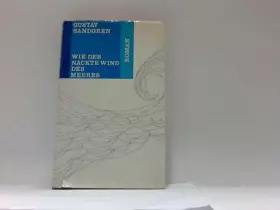 GUSTAV
SANDGREN
WIE DER
NACKTE WIND
DES
MEERES
ROMAN